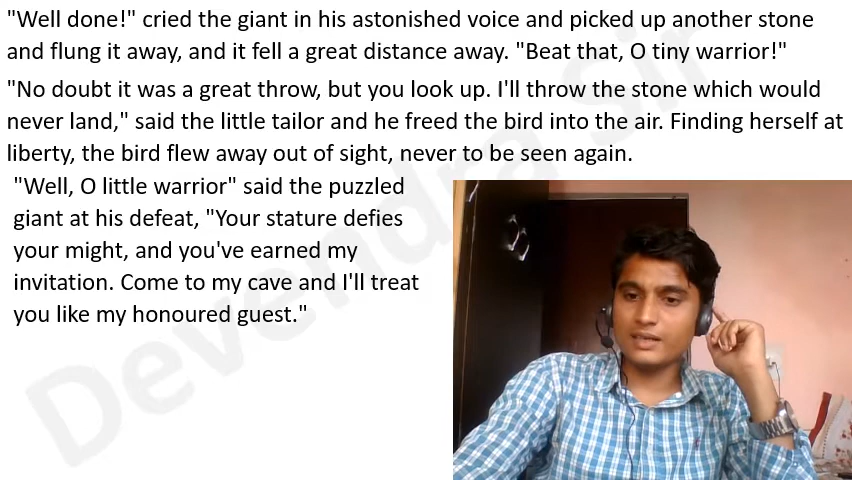 "Well done!" cried the giant in his astonished voice and picked up another stone
and flung it away, and it fell a great distance away. "Beat that, O tiny warrior!"
"No doubt it was a great throw, but you look up. I'll throw the stone which would
never land," said the little tailor and he freed the bird into the air. Finding herself at
liberty, the bird flew away out of sight, never to be seen again.
"Well, O little warrior" said the puzzled
giant at his defeat, "Your stature defies
your might, and you've earned my
invitation. Come to my cave and I'll treat
you like my honoured guest."
Devendra Sir